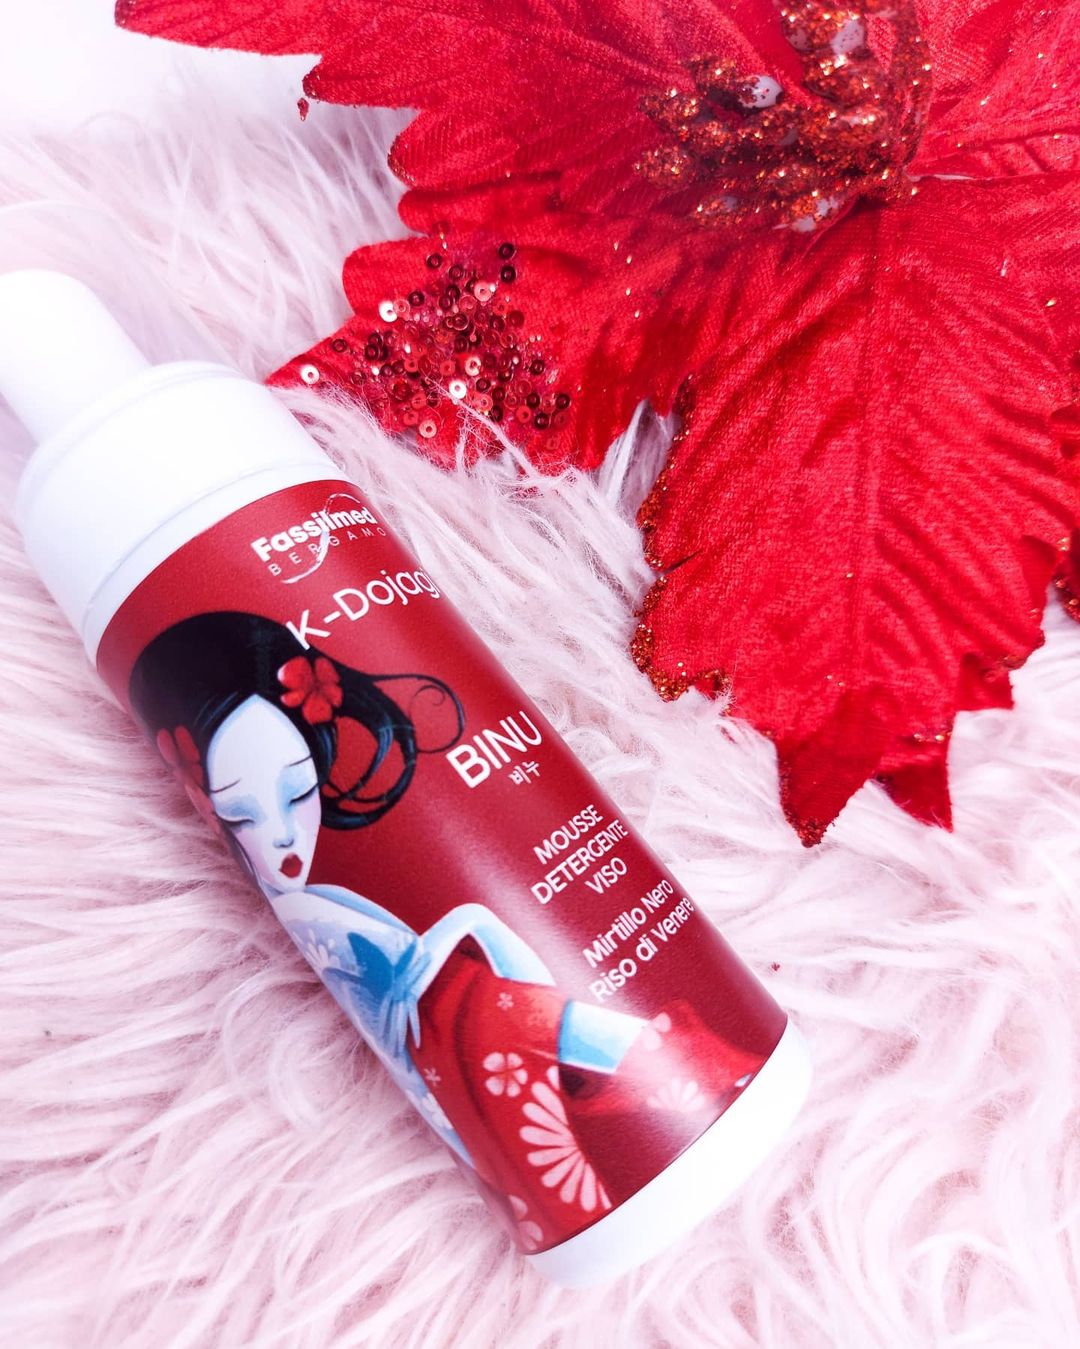 Fassilmed
BERGAMO
K-Dojagi
BINU
비누
MOUSSE
DETERGENTE
VISO
Mirtillo Nero
Riso di Venere